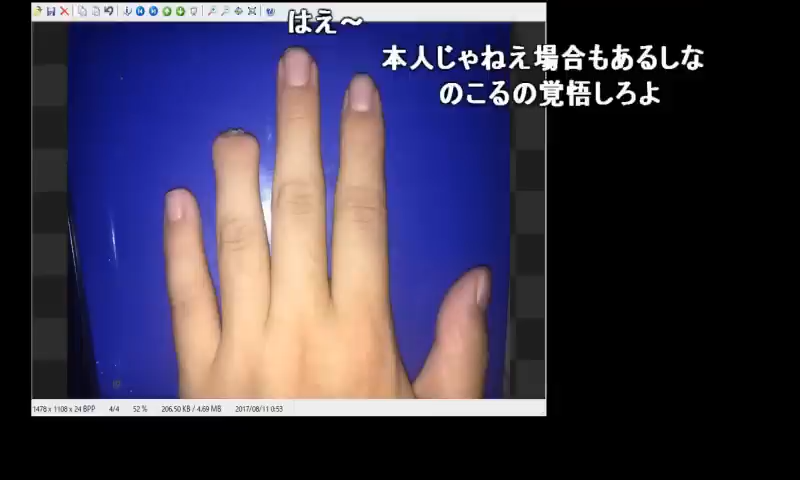 はえ～
本人じゃねえ場合もあるしな
のこるの覚悟しろよ
1478 x 1108 x 24 BPP 4/4 52 % 206.50 KB / 4.69 MB 2017/08/11 0:53